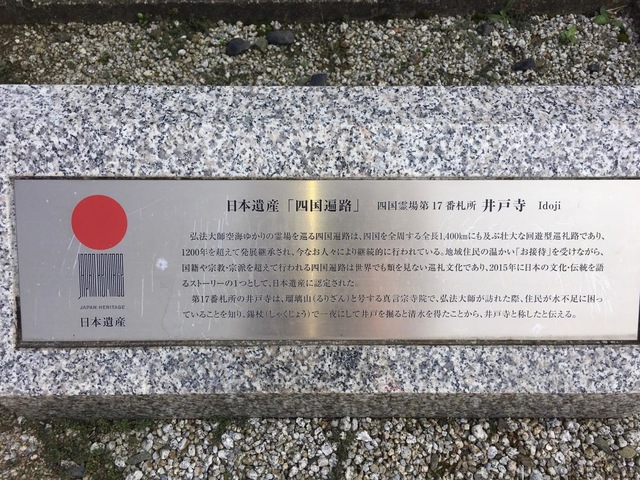 日本遺産「四国遍路」 四国霊場第17番札所 井戸寺 Idoji
弘法大師空海ゆかりの霊場を巡る四国遍路は、四国を全周する全長1,400kmにも及ぶ壮大な回遊型巡礼路であり、
1200年を超えて発展継承され、今なお人々により継続的に行われている。地域住民の温かい「お接待」を受けながら、
国籍や宗教・宗派を超えて行われる四国遍路は世界でも類を見ない巡礼文化であり、2015年に日本の文化・伝統を語
るストーリーの1つとして、日本遺産に認定された。
第17番札所の井戸寺は、瑠璃山(るりざん)と号する真言宗寺院で、弘法大師が訪れた際、住民が水不足に困っ
ていることを知り、錫杖(しゃくじょう)で一夜にして井戸を掘ると清水を得たことから、井戸寺と称したと伝える。
JAPAN HERITAGE
日本遺産